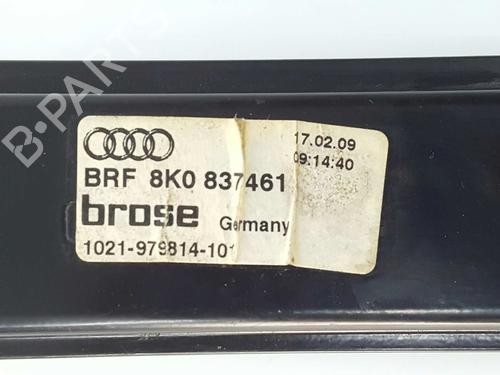 B-PARTS
17.02.09
09:14:40
BRF 8K0 837461
brose Germany
1021-979814-101